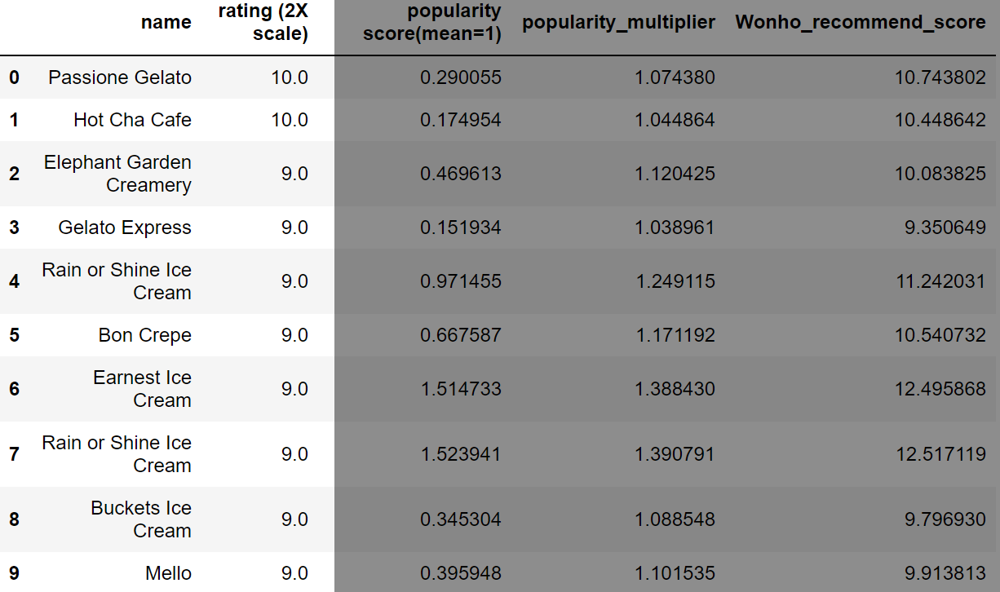 name rating (2X scale) popularity score(mean=1) popularity_multiplier Wonho_recommend_score
0 Passione Gelato 10.0 0.290055 1.074380 10.743802
1 Hot Cha Cafe 10.0 0.174954 1.044864 10.448642
2 Elephant Garden Creamery 9.0 0.469613 1.120425 10.083825
3 Gelato Express 9.0 0.151934 1.038961 9.350649
4 Rain or Shine Ice Cream 9.0 0.971455 1.249115 11.242031
5 Bon Crepe 9.0 0.667587 1.171192 10.540732
6 Earnest Ice Cream 9.0 1.514733 1.388430 12.495868
7 Rain or Shine Ice Cream 9.0 1.523941 1.390791 12.517119
8 Buckets Ice Cream 9.0 0.345304 1.088548 9.796930
9 Mello 9.0 0.395948 1.101535 9.913813